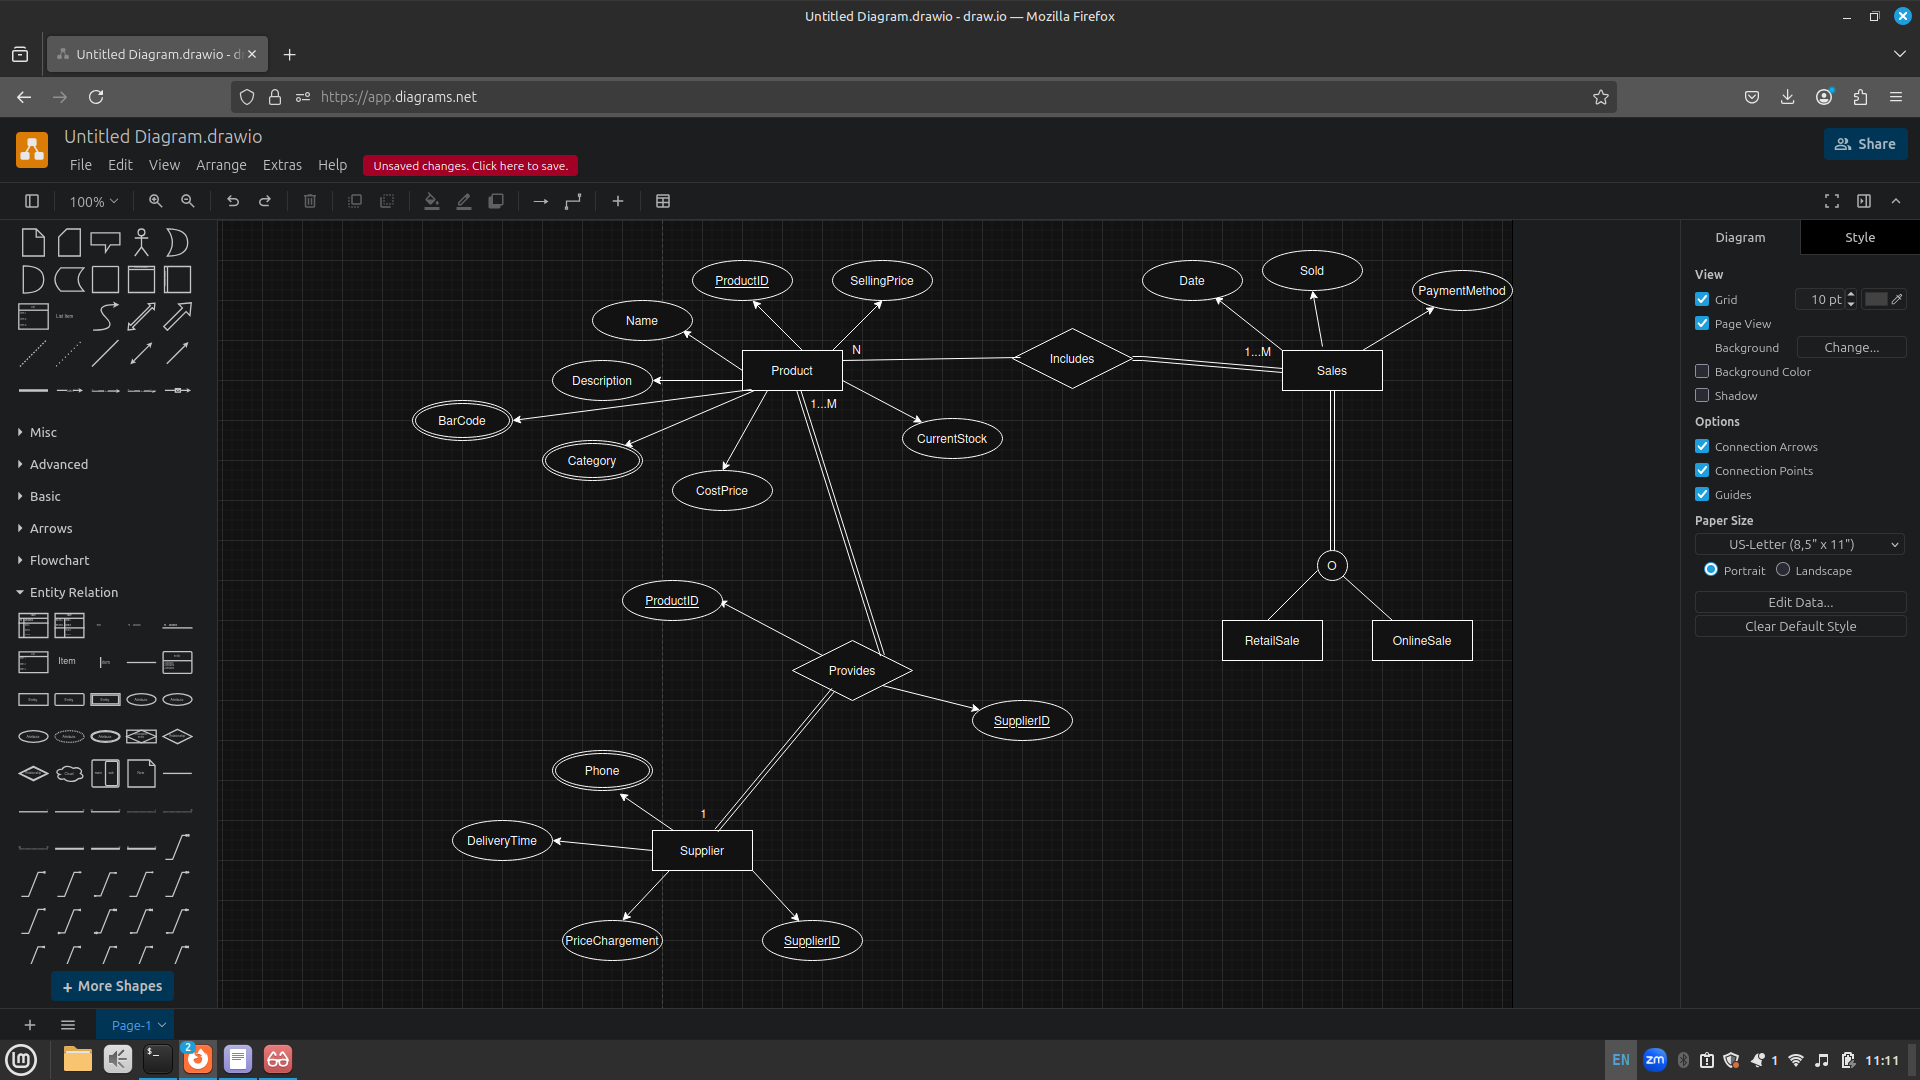 Untitled Diagram.drawio - draw.io — Mozilla Firefox
Untitled Diagram.drawio - d
https://app.diagrams.net
Untitled Diagram.drawio
File Edit View Arrange Extras Help Unsaved changes. Click here to save.
Share
100%
Diagram Style
View
Grid 10 pt
Page View
Background Change...
Background Color
Shadow
Options
Connection Arrows
Connection Points
Guides
Paper Size
US-Letter (8,5" x 11")
Portrait Landscape
Edit Data...
Clear Default Style
List Item
Misc
Advanced
Basic
Arrows
Flowchart
Entity Relation
Item
More Shapes
ProductID
SellingPrice
Name
Description
BarCode
Category
CostPrice
CurrentStock
Product
N
1...M
Includes
1...M
Sales
Date
Sold
PaymentMethod
O
RetailSale
OnlineSale
ProductID
Provides
SupplierID
Phone
1
DeliveryTime
Supplier
PriceChargement
SupplierID
Page-1
2
EN
zm
1
11:11